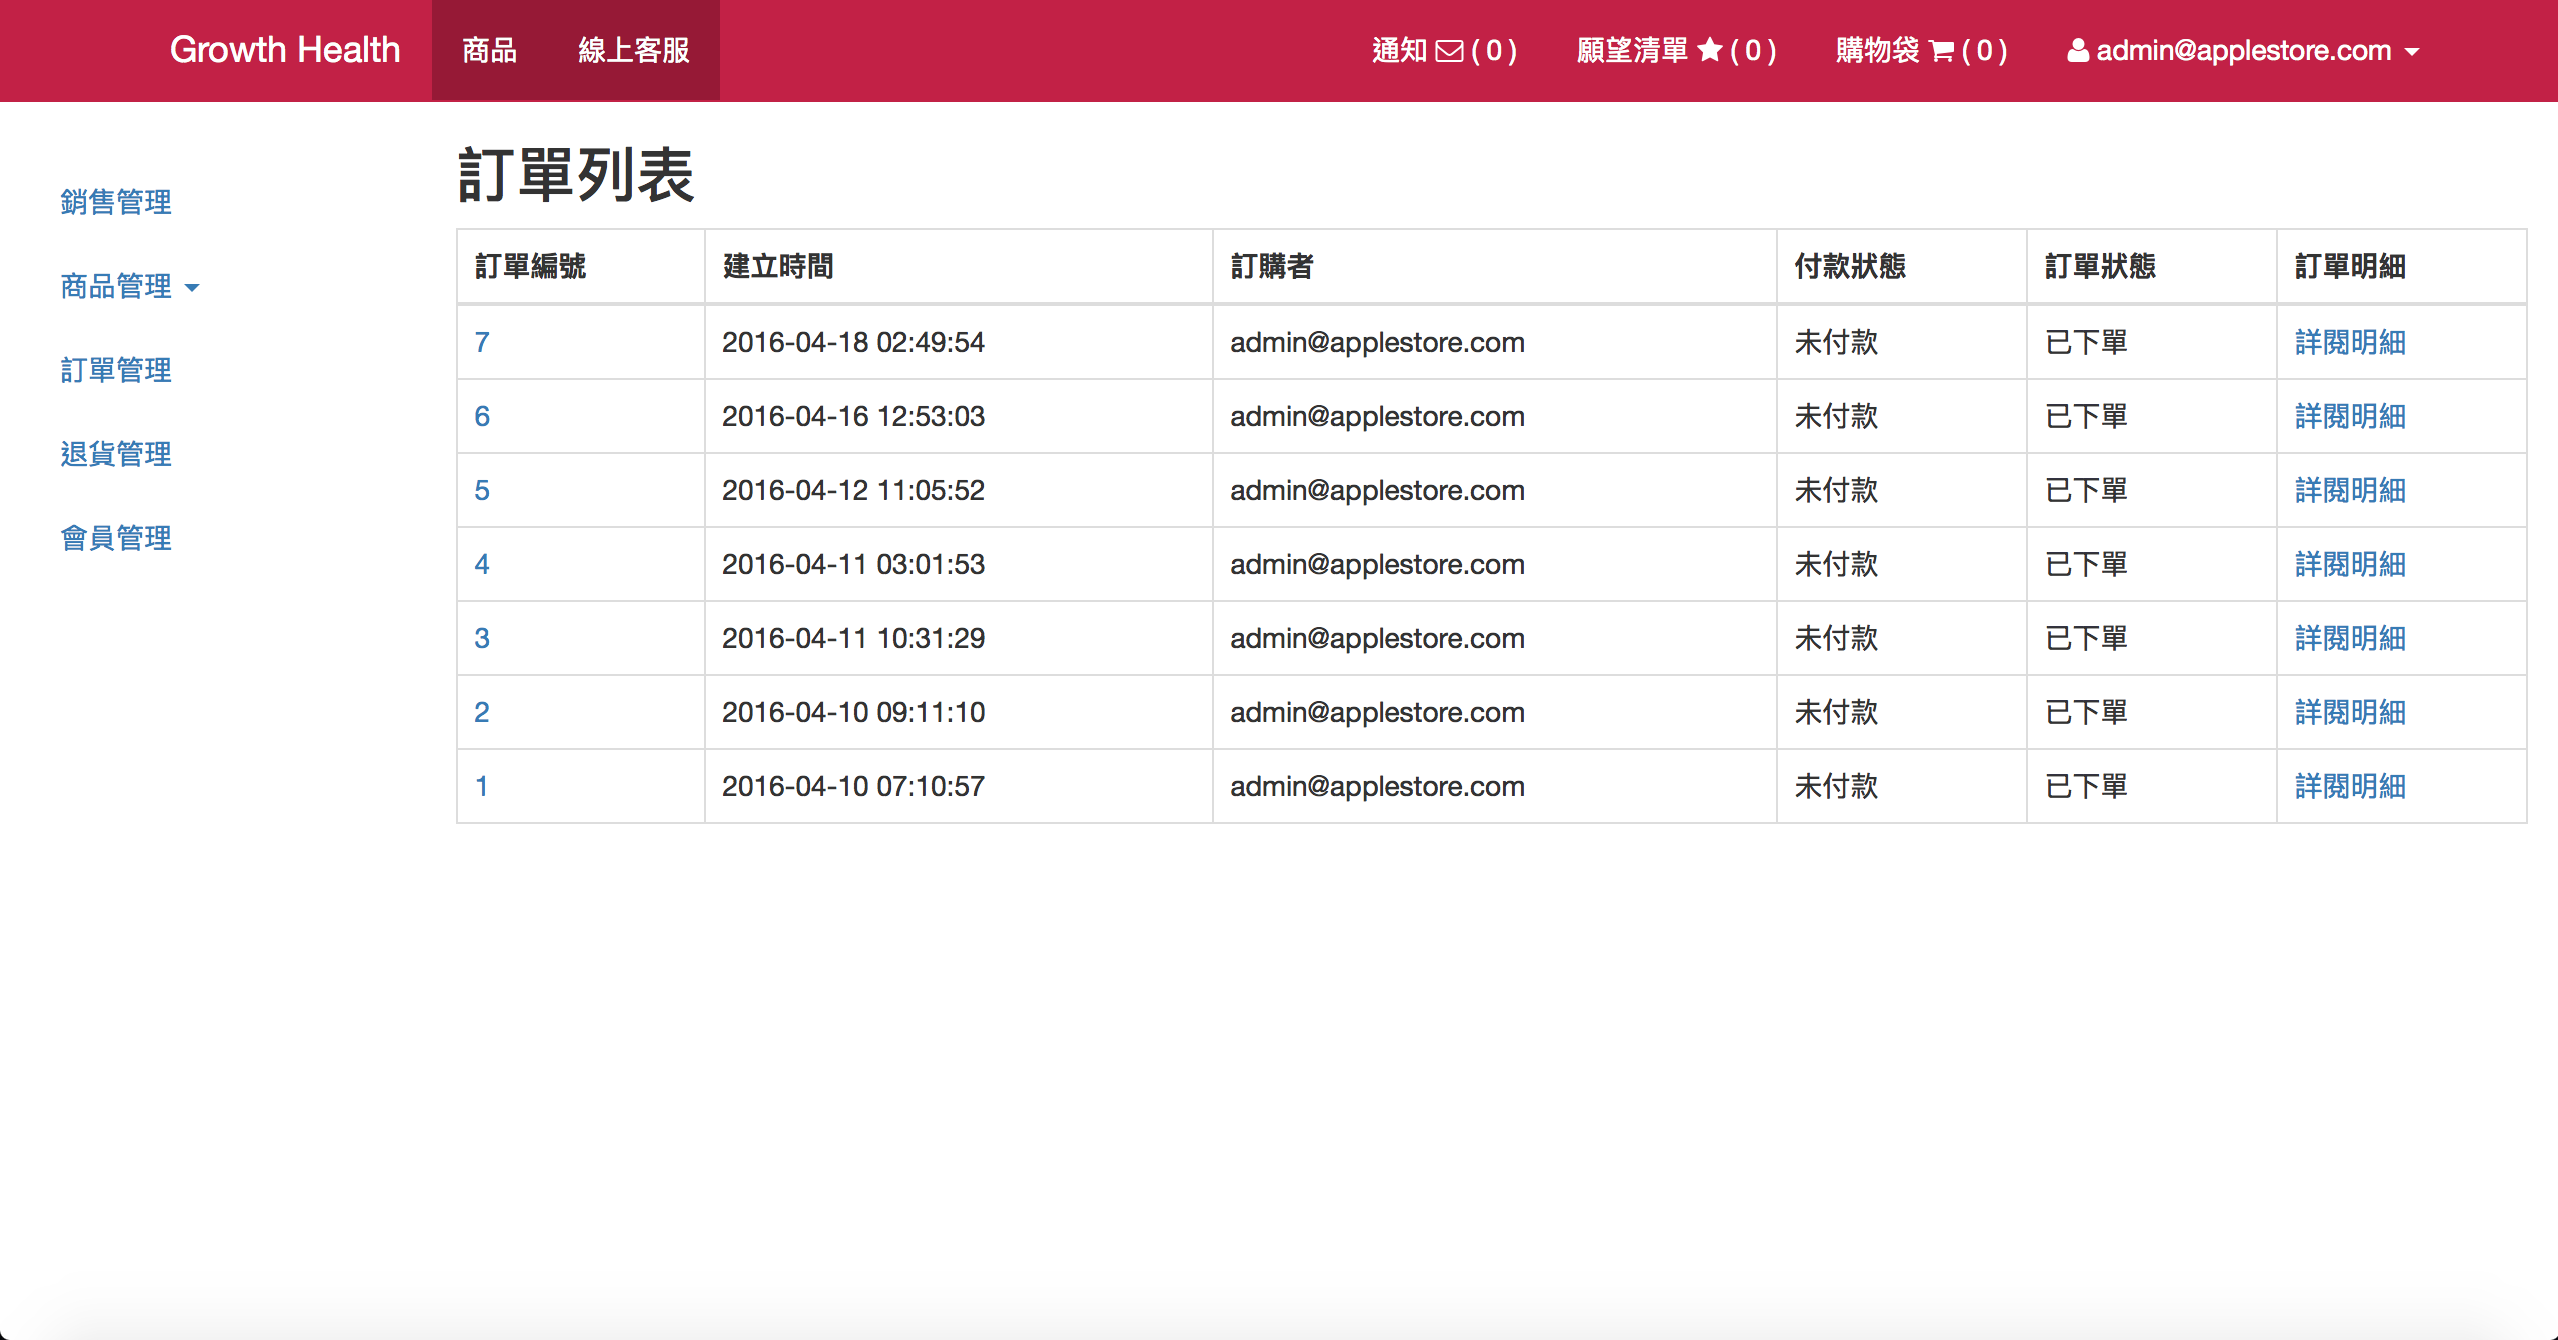 Growth Health 商品 線上客服 通知 ( 0 ) 願望清單 ( 0 ) 購物袋 ( 0 ) admin@applestore.com
銷售管理
商品管理
訂單管理
退貨管理
會員管理
訂單列表
訂單編號 建立時間 訂購者 付款狀態 訂單狀態 訂單明細
7 2016-04-18 02:49:54 admin@applestore.com 未付款 已下單 詳閱明細
6 2016-04-16 12:53:03 admin@applestore.com 未付款 已下單 詳閱明細
5 2016-04-12 11:05:52 admin@applestore.com 未付款 已下單 詳閱明細
4 2016-04-11 03:01:53 admin@applestore.com 未付款 已下單 詳閱明細
3 2016-04-11 10:31:29 admin@applestore.com 未付款 已下單 詳閱明細
2 2016-04-10 09:11:10 admin@applestore.com 未付款 已下單 詳閱明細
1 2016-04-10 07:10:57 admin@applestore.com 未付款 已下單 詳閱明細